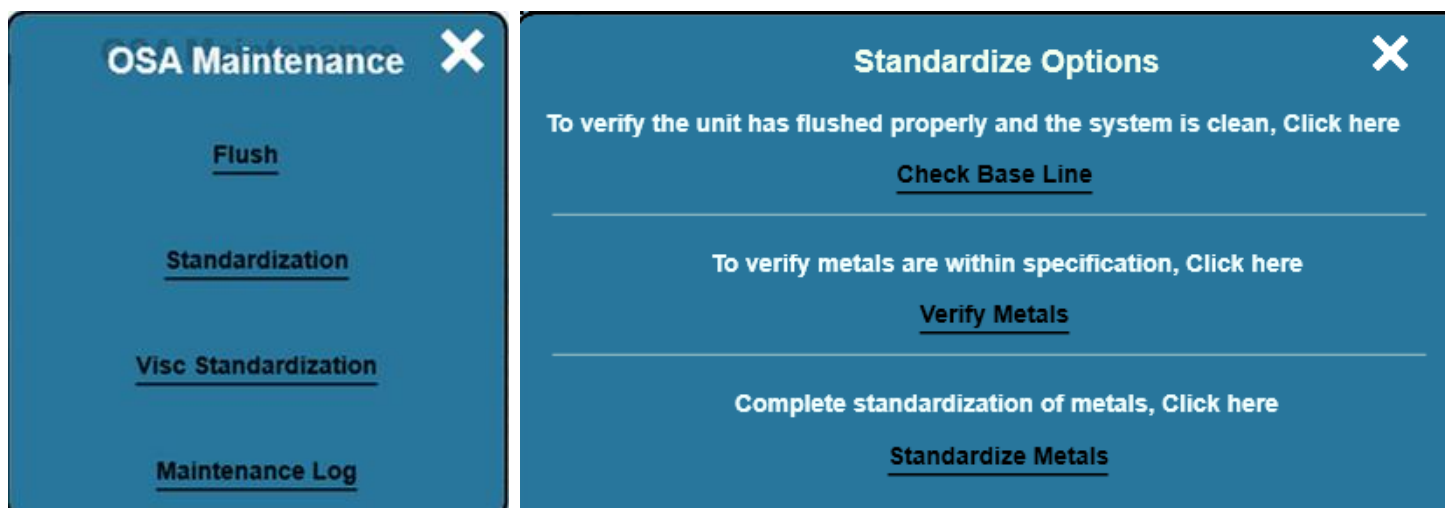 OSA Maintenance
Flush
Standardization
Visc Standardization
Maintenance Log
Standardize Options
To verify the unit has flushed properly and the system is clean, Click here
Check Base Line
To verify metals are within specification, Click here
Verify Metals
Complete standardization of metals, Click here
Standardize Metals